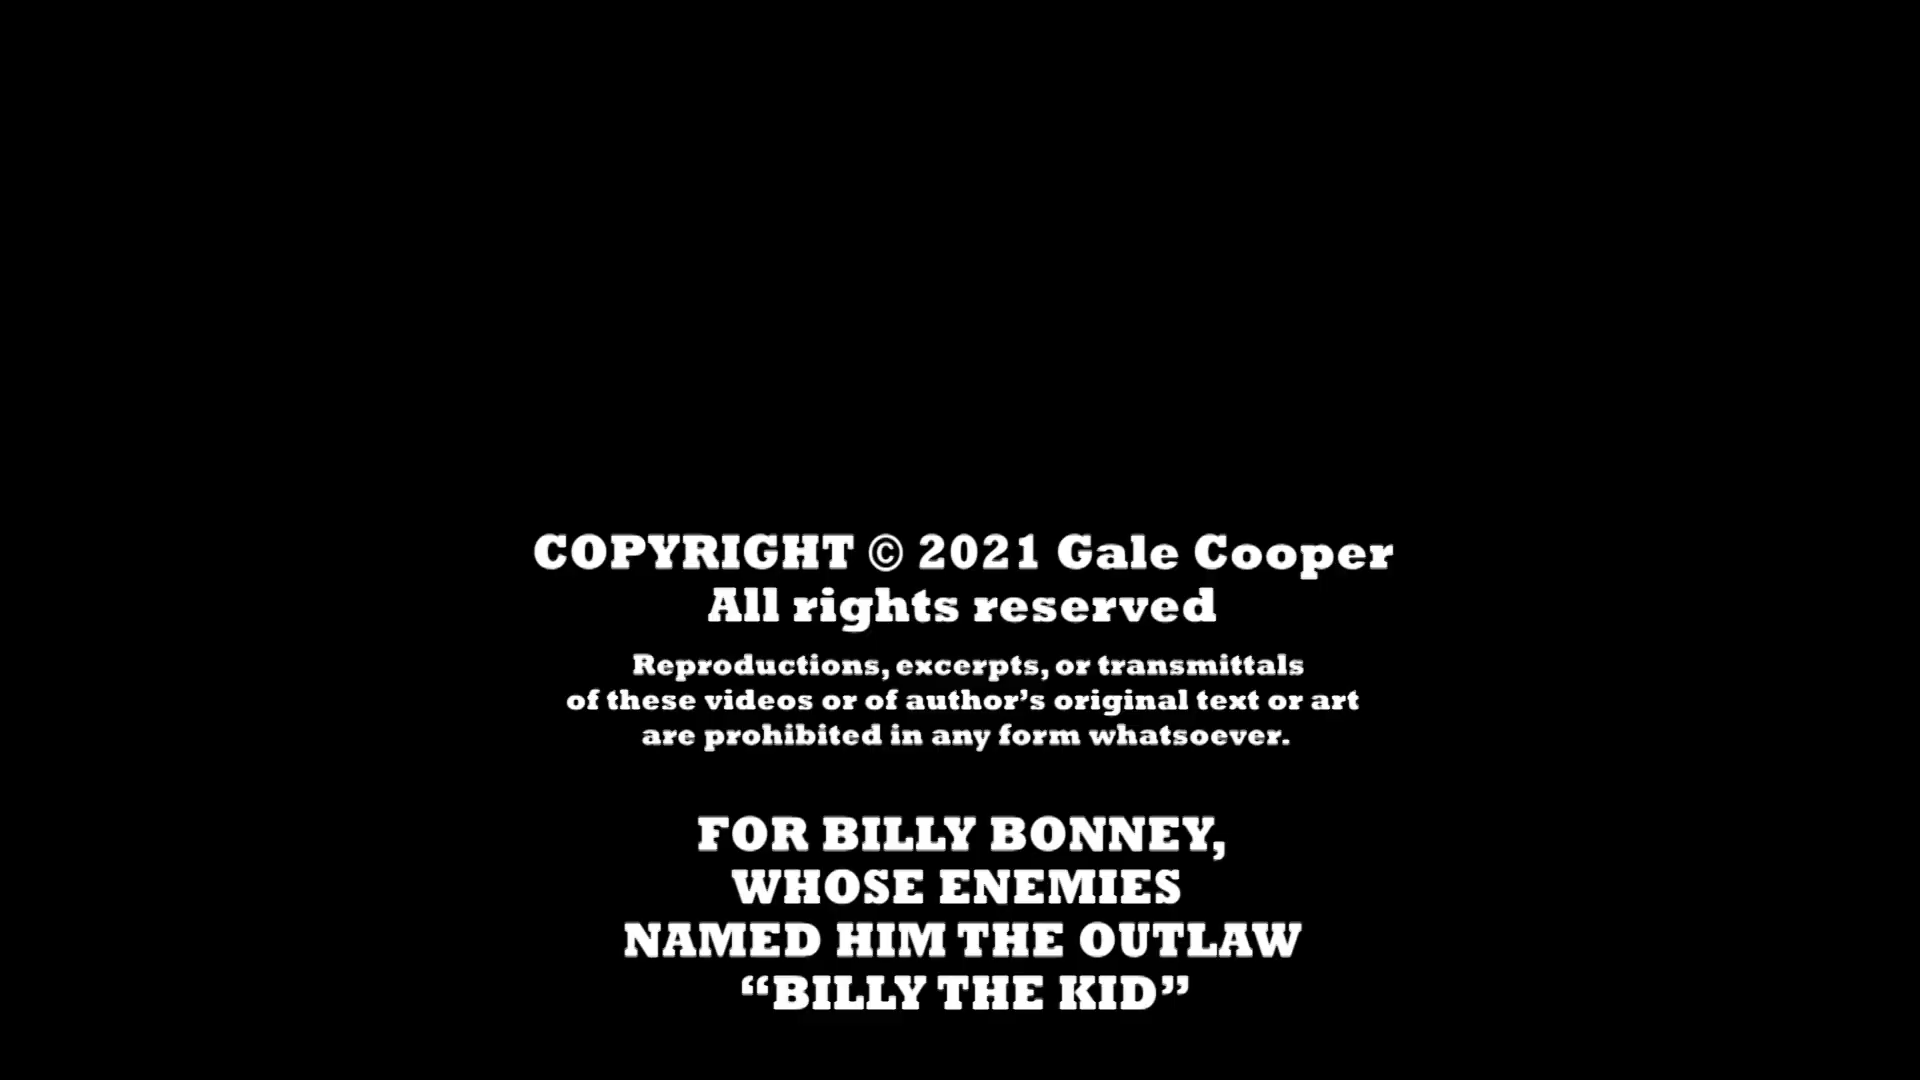 COPYRIGHT © 2021 Gale Cooper
All rights reserved
Reproductions, excerpts, or transmittals
of these videos or of author’s original text or art
are prohibited in any form whatsoever.
FOR BILLY BONNEY,
WHOSE ENEMIES
NAMED HIM THE OUTLAW
“BILLY THE KID”